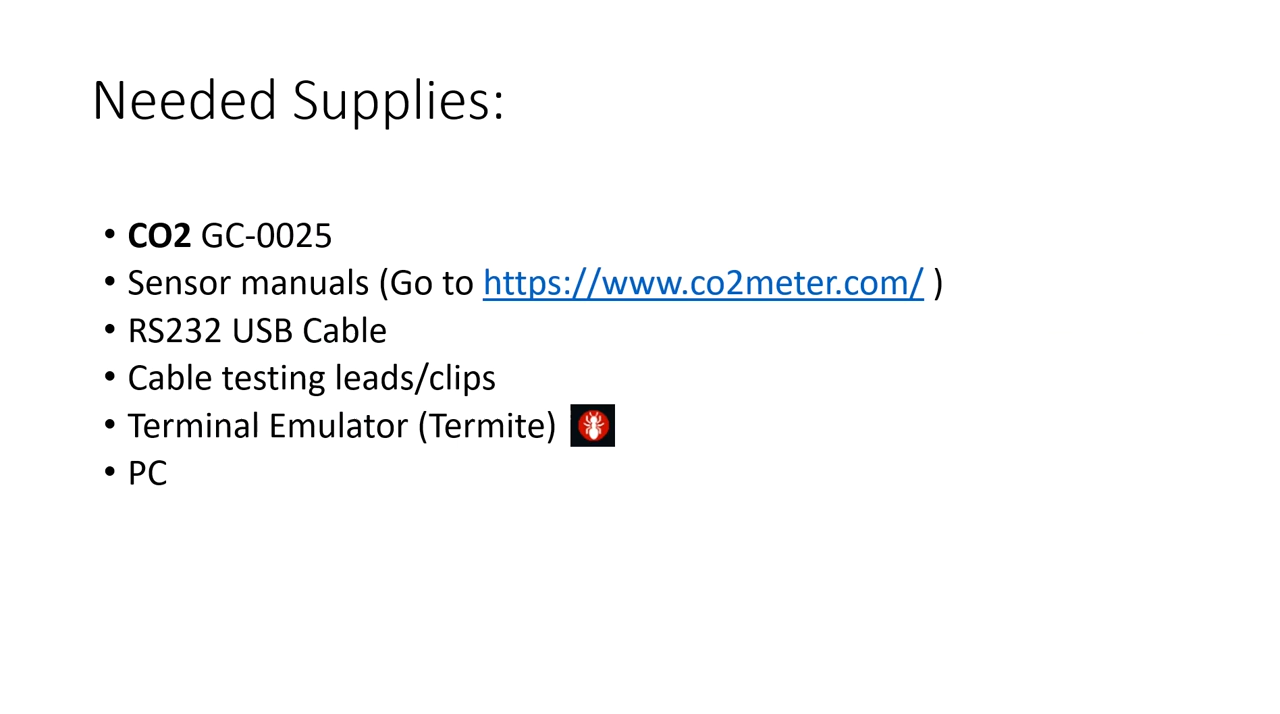 Needed Supplies:
• CO2 GC-0025
• Sensor manuals (Go to https://www.co2meter.com/ )
• RS232 USB Cable
• Cable testing leads/clips
• Terminal Emulator (Termite)
• PC